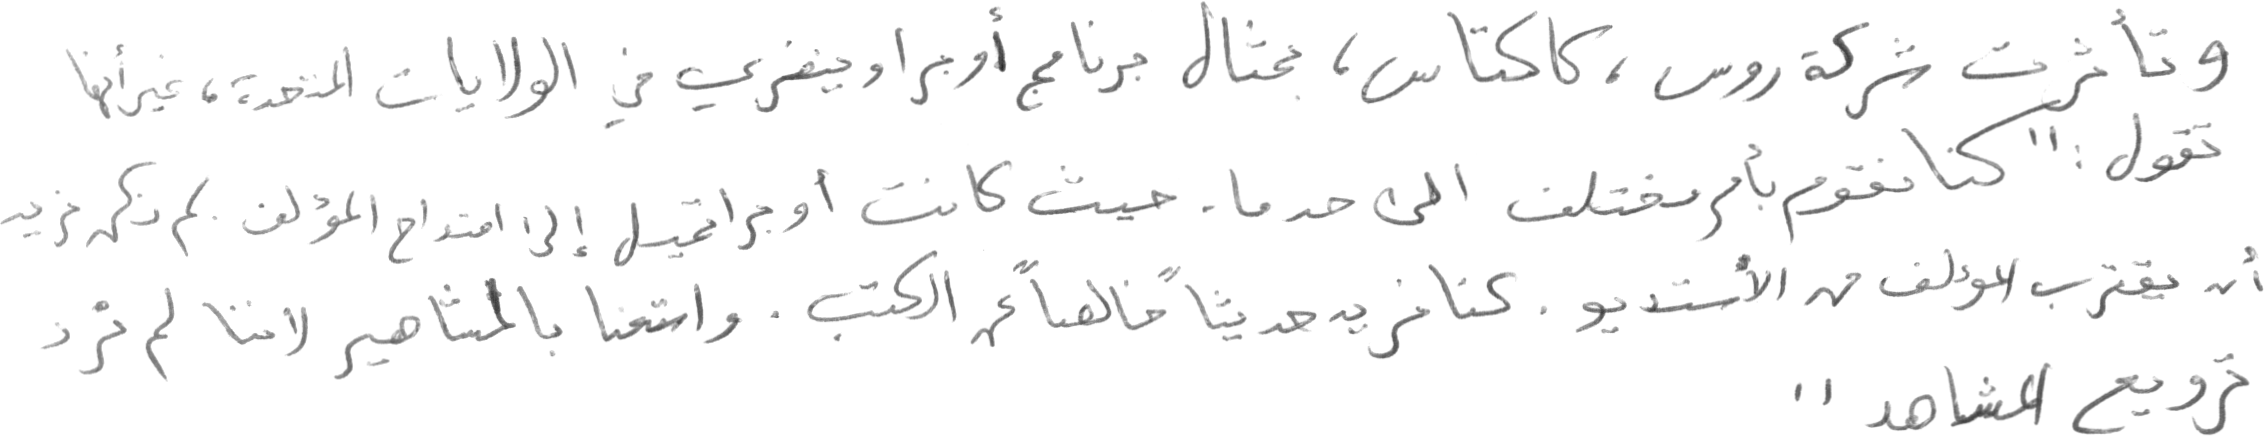 وتأثرت شركة روس ، كاكتاس ، بمثال برنامج أوبرا وينفري في الولايات المتحدة ، غير أنها
تقول : " كنا نقوم بأمر مختلف الى حد ما . حيث كانت أوبرا تميل إلى امتداح المؤلف . لم نكن نريد
أن يقترب المؤلف من الأستديو . كنا نريد حديثاً خالصاً عن الكتب . واستعنا بالمشاهير لاننا لم نُرد
ترويع المشاهد "